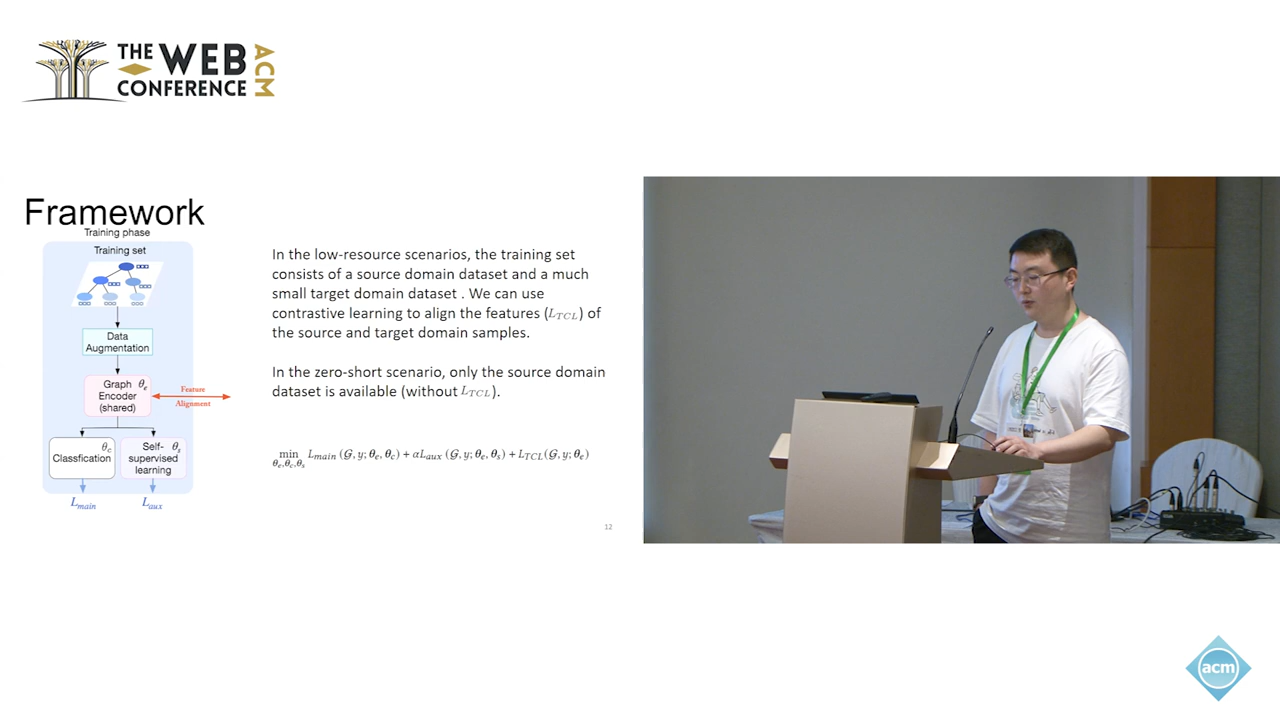 THE WEB CONFERENCE ACM
Framework
Training phase
Training set
Data
Augmentation
Graph θe
Encoder
(shared)
Feature
Alignment
Classfication θc
Self- θs
supervised
learning
Lmain
Laux
In the low-resource scenarios, the training set
consists of a source domain dataset and a much
small target domain dataset . We can use
contrastive learning to align the features (LTCL) of
the source and target domain samples.
In the zero-short scenario, only the source domain
dataset is available (without LTCL).
min θe,θc,θs Lmain (G, y; θe, θc) + αLaux (G, y; θe, θs) + LTCL(G, y; θe)
12
acm